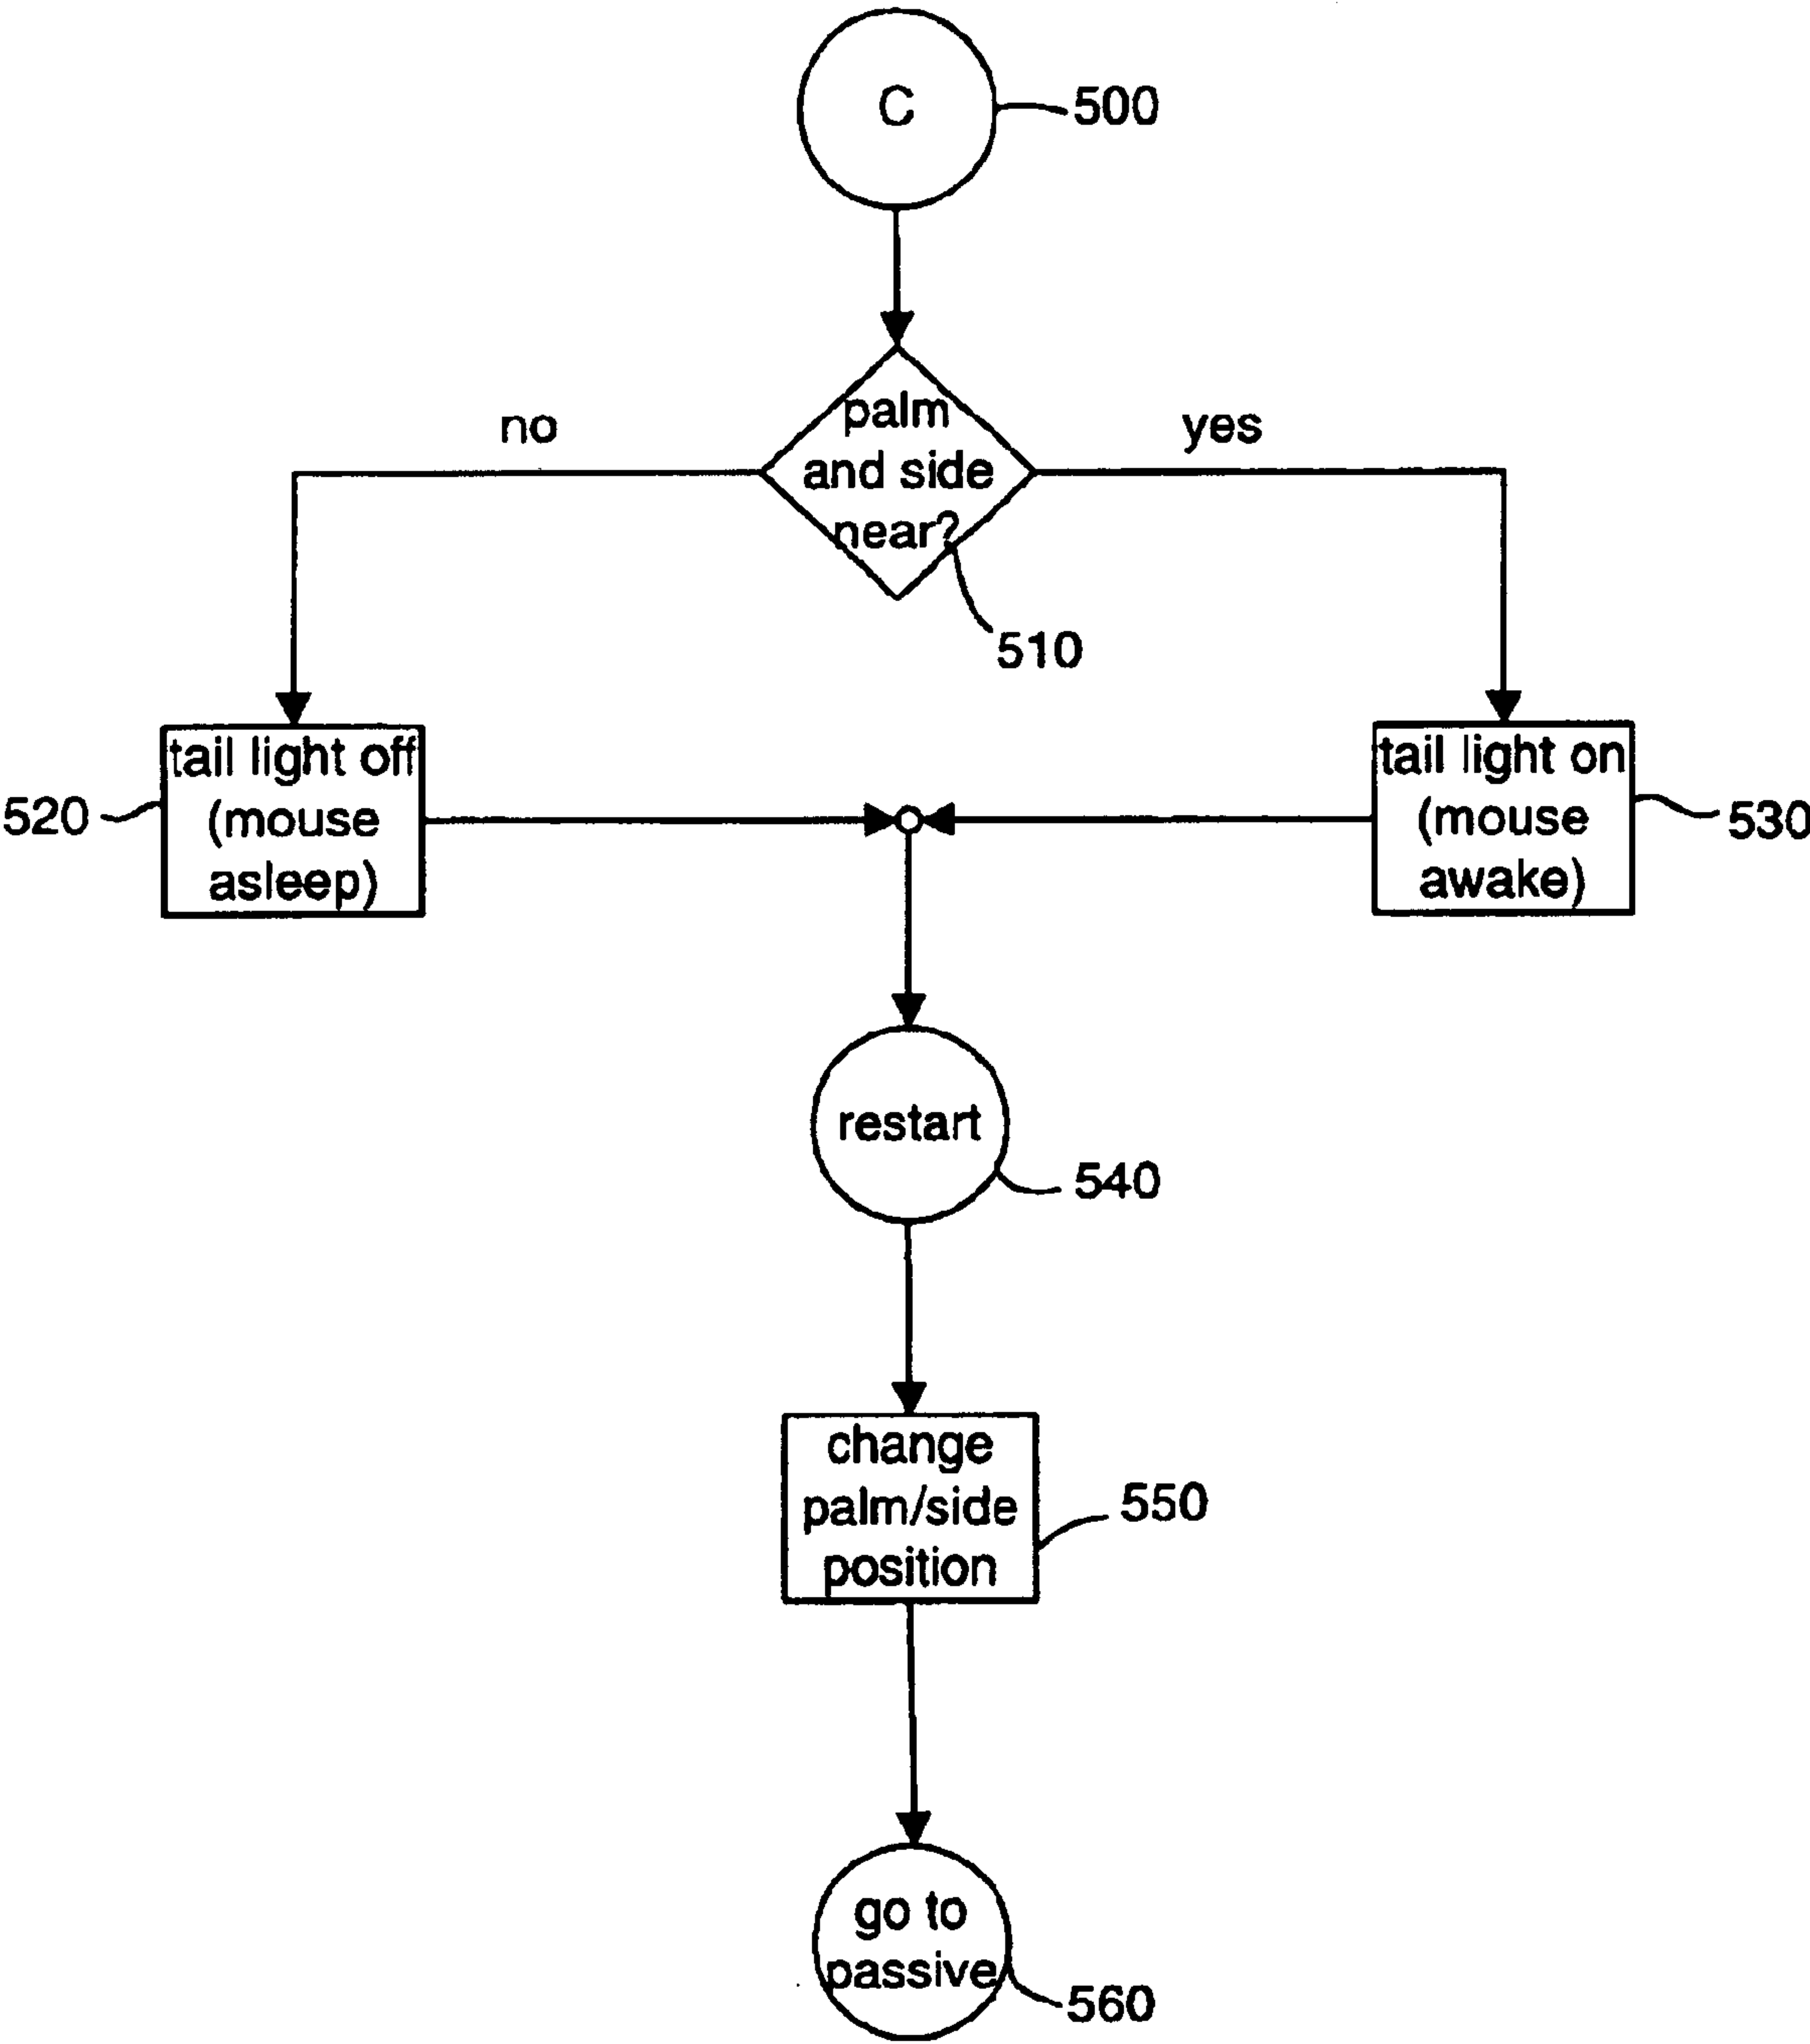 C
500
palm
and side
near?
no
yes
510
tail light off
(mouse
asleep)
520
tail light on
(mouse
awake)
530
restart
540
change
palm/side
position
550
go to
passive
560